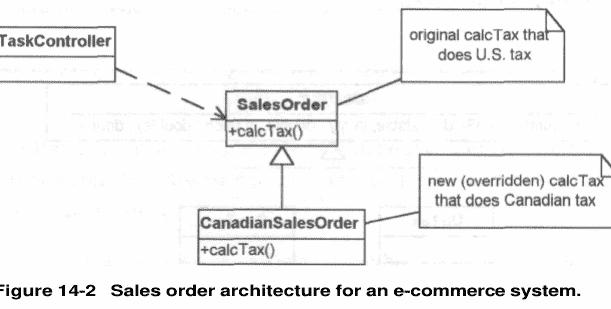 TaskController
original calcTax that
does U.S. tax
SalesOrder
+calcTax()
new (overridden) calcTax
that does Canadian tax
CanadianSalesOrder
+calcTax()
Figure 14-2 Sales order architecture for an e-commerce system.